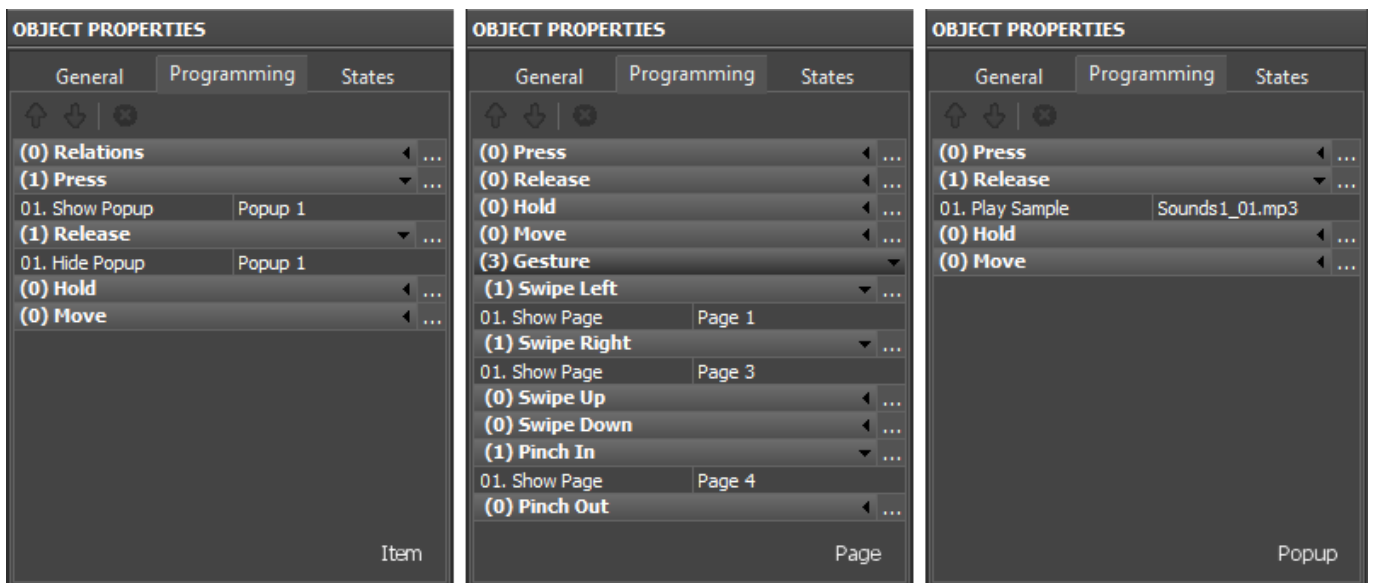 OBJECT PROPERTIES
General Programming States
(0) Relations ...
(1) Press ...
01. Show Popup Popup 1
(1) Release ...
01. Hide Popup Popup 1
(0) Hold ...
(0) Move ...
Item
OBJECT PROPERTIES
General Programming States
(0) Press ...
(0) Release ...
(0) Hold ...
(0) Move ...
(3) Gesture
(1) Swipe Left ...
01. Show Page Page 1
(1) Swipe Right ...
01. Show Page Page 3
(0) Swipe Up ...
(0) Swipe Down ...
(1) Pinch In ...
01. Show Page Page 4
(0) Pinch Out ...
Page
OBJECT PROPERTIES
General Programming States
(0) Press ...
(1) Release ...
01. Play Sample Sounds1_01.mp3
(0) Hold ...
(0) Move ...
Popup